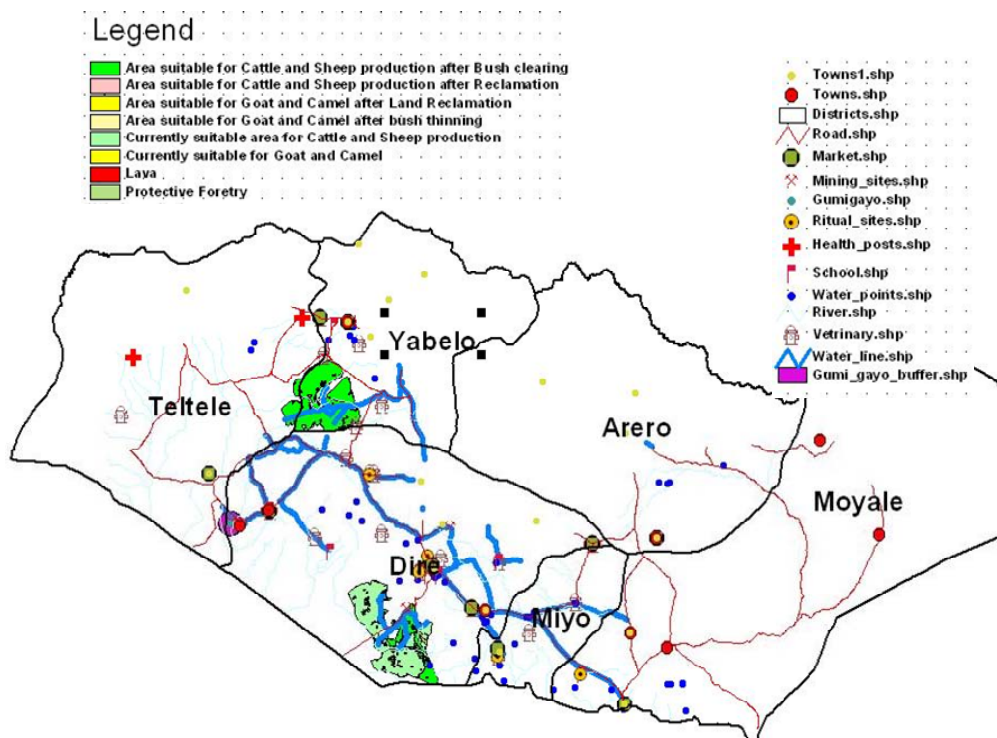 Legend
Area suitable for Cattle and Sheep production after Bush clearing
Area suitable for Cattle and Sheep production after Reclamation
Area suitable for Goat and Camel after Land Reclamation
Area suitable for Goat and Camel after bush thinning
Currently suitable area for Cattle and Sheep production
Currently suitable for Goat and Camel
Laya
Protective Foretry
Towns1.shp
Towns.shp
Districts.shp
Road.shp
Market.shp
Mining_sites.shp
Gumigayo.shp
Ritual_sites.shp
Health_posts.shp
School.shp
Water_points.shp
River.shp
Vetrinary.shp
Water_line.shp
Gumi_gayo_buffer.shp
Yabelo
Teltele
Arero
Moyale
Dire
Miyo